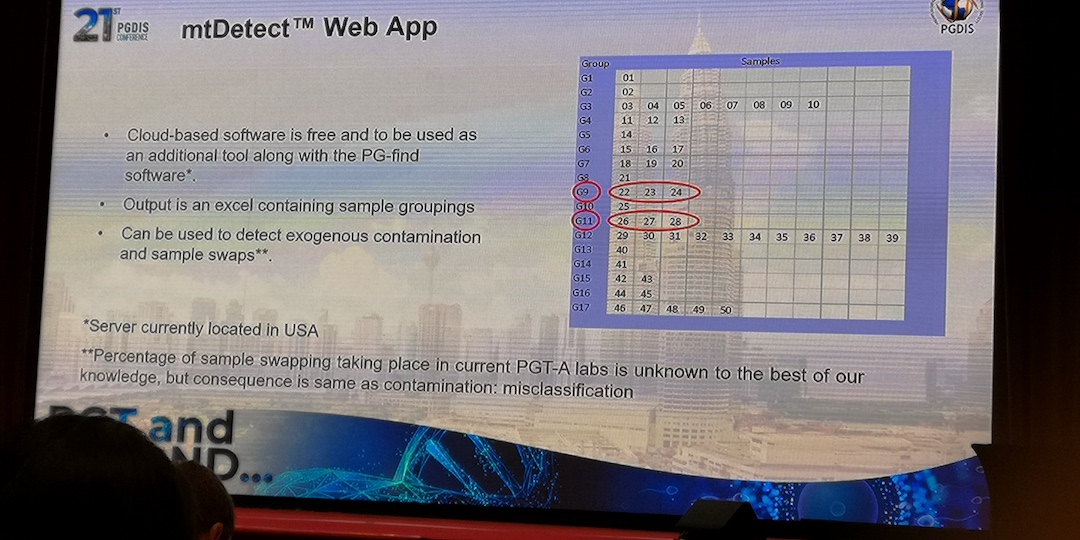 21ST PGDIS CONFERENCE
mtDetect™ Web App
PGDIS
• Cloud-based software is free and to be used as
an additional tool along with the PG-find
software*.
• Output is an excel containing sample groupings
• Can be used to detect exogenous contamination
and sample swaps**.
Group Samples
G1 01
G2 02
G3 03 04 05 06 07 08 09 10
G4 11 12 13
G5 14
G6 15 16 17
G7 18 19 20
G8 21
G9 22 23 24
G10 25
G11 26 27 28
G12 29 30 31 32 33 34 35 36 37 38 39
G13 40
G14 41
G15 42 43
G16 44 45
G17 46 47 48 49 50
*Server currently located in USA
**Percentage of sample swapping taking place in current PGT-A labs is unknown to the best of our
knowledge, but consequence is same as contamination: misclassification
and
ND...